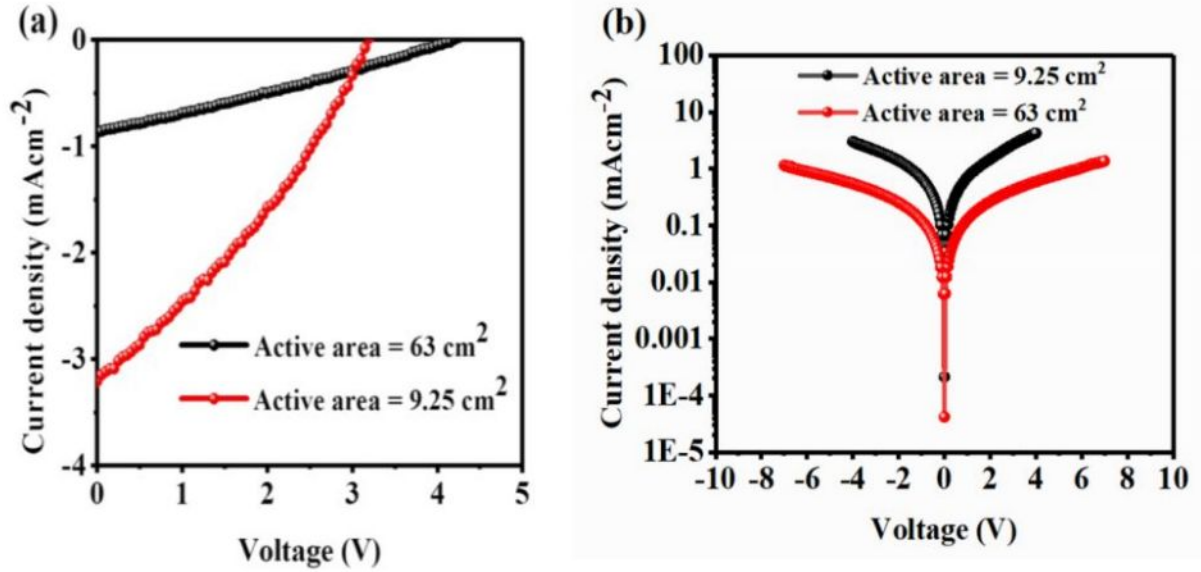 (a)
0
-1
-2
-3
-4
Current density (mAcm-2)
Active area = 63 cm2
Active area = 9.25 cm2
0 1 2 3 4 5
Voltage (V)
(b)
100
10
1
0.1
0.01
0.001
1E-4
1E-5
Current density (mAcm-2)
Active area = 9.25 cm2
Active area = 63 cm2
-10 -8 -6 -4 -2 0 2 4 6 8 10
Voltage (V)